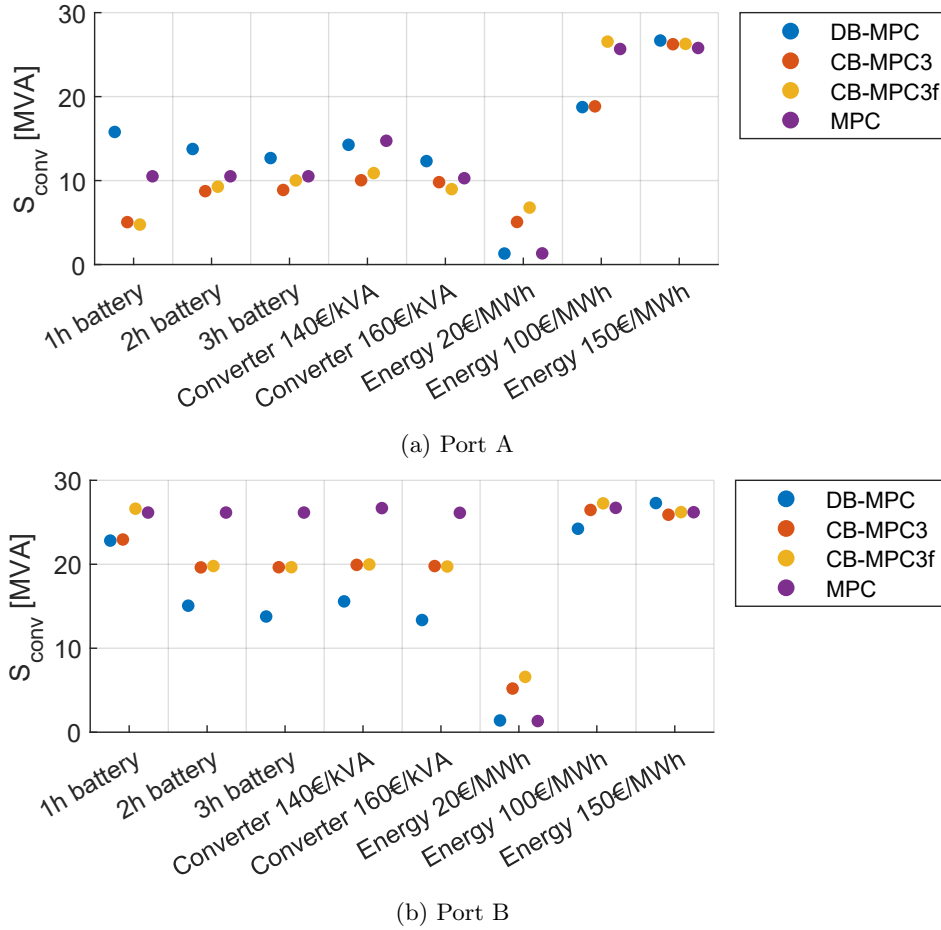 30
20
10
0
S_conv [MVA]
DB-MPC
CB-MPC3
CB-MPC3f
MPC
1h battery
2h battery
3h battery
Converter 140€/kVA
Converter 160€/kVA
Energy 20€/MWh
Energy 100€/MWh
Energy 150€/MWh
(a) Port A
30
20
10
0
S_conv [MVA]
DB-MPC
CB-MPC3
CB-MPC3f
MPC
1h battery
2h battery
3h battery
Converter 140€/kVA
Converter 160€/kVA
Energy 20€/MWh
Energy 100€/MWh
Energy 150€/MWh
(b) Port B